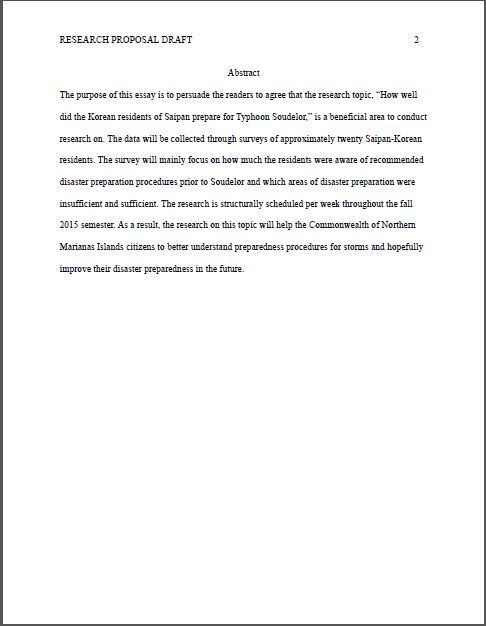 RESEARCH PROPOSAL DRAFT 2
Abstract
The purpose of this essay is to persuade the readers to agree that the research topic, “How well
did the Korean residents of Saipan prepare for Typhoon Soudelor,” is a beneficial area to conduct
research on. The data will be collected through surveys of approximately twenty Saipan-Korean
residents. The survey will mainly focus on how much the residents were aware of recommended
disaster preparation procedures prior to Soudelor and which areas of disaster preparation were
insufficient and sufficient. The research is structurally scheduled per week throughout the fall
2015 semester. As a result, the research on this topic will help the Commonwealth of Northern
Marianas Islands citizens to better understand preparedness procedures for storms and hopefully
improve their disaster preparedness in the future.